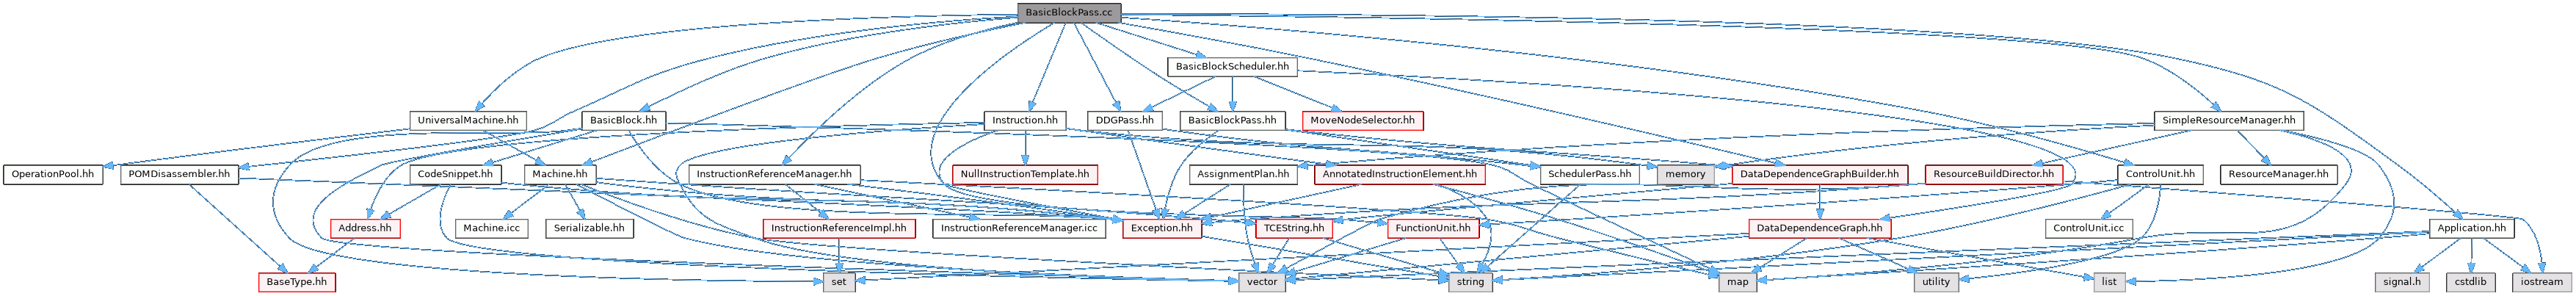 BasicBlockPass.cc
BasicBlockScheduler.hh
UniversalMachine.hh
BasicBlock.hh
Instruction.hh
DDGPass.hh
BasicBlockPass.hh
MoveNodeSelector.hh
SimpleResourceManager.hh
OperationPool.hh
POMDisassembler.hh
CodeSnippet.hh
Machine.hh
InstructionReferenceManager.hh
NullInstructionTemplate.hh
AssignmentPlan.hh
AnnotatedInstructionElement.hh
SchedulerPass.hh
memory
DataDependenceGraphBuilder.hh
ResourceBuildDirector.hh
ControlUnit.hh
ResourceManager.hh
Address.hh
Machine.icc
Serializable.hh
InstructionReferenceImpl.hh
InstructionReferenceManager.icc
Exception.hh
TCEString.hh
FunctionUnit.hh
DataDependenceGraph.hh
ControlUnit.icc
Application.hh
BaseType.hh
set
vector
string
map
utility
list
signal.h
cstdlib
iostream